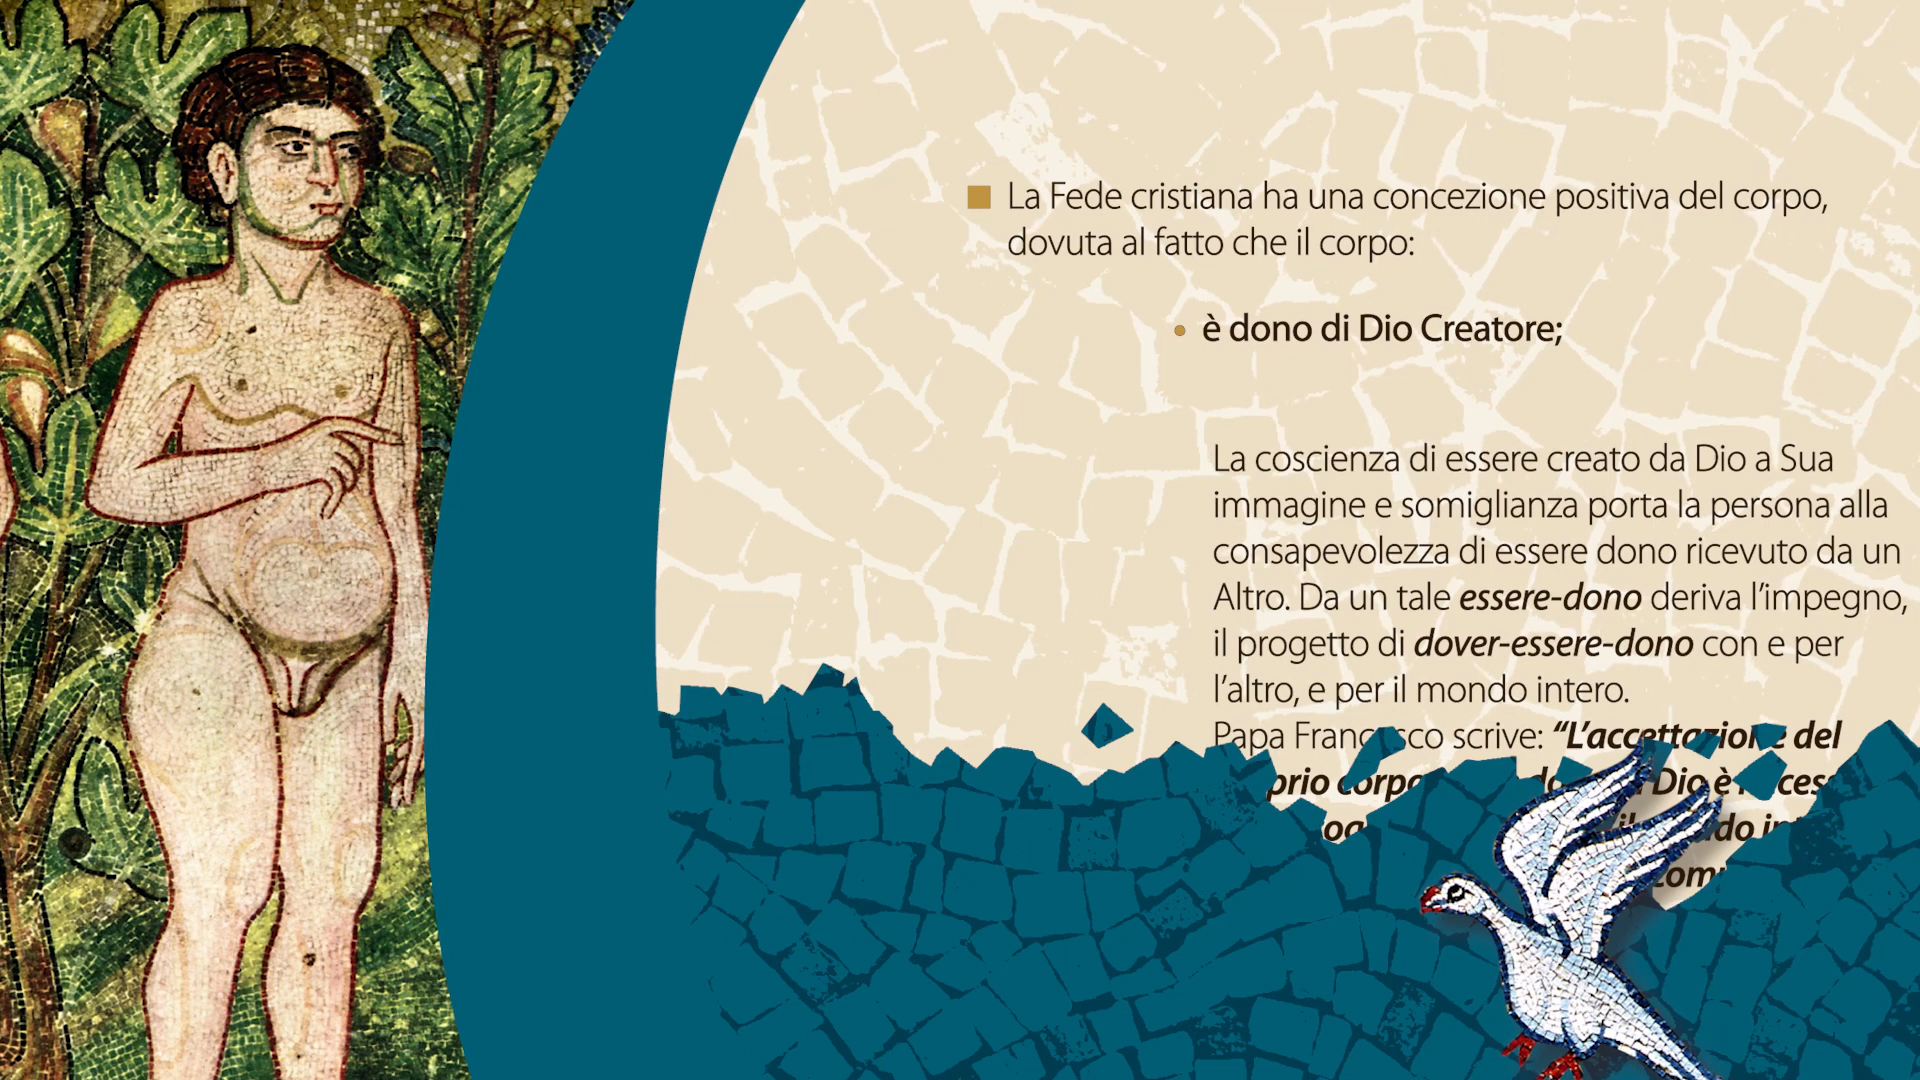 La Fede cristiana ha una concezione positiva del corpo,
dovuta al fatto che il corpo:
• è dono di Dio Creatore;
La coscienza di essere creato da Dio a Sua
immagine e somiglianza porta la persona alla
consapevolezza di essere dono ricevuto da un
Altro. Da un tale essere-dono deriva l'impegno,
il progetto di dover-essere-dono con e per
l'altro, e per il mondo intero.
Papa Francesco scrive: “L'accettazione del
Dio è